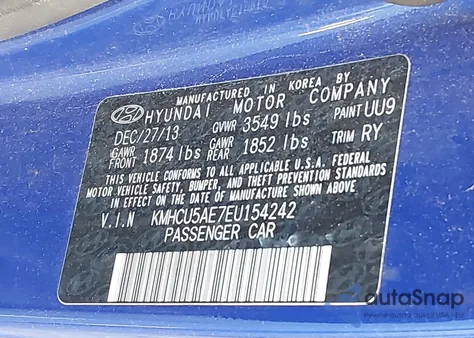 MANUFACTURED IN KOREA BY
HYUNDAI MOTOR COMPANY
DEC/27/13 GVWR 3549 lbs PAINT UU9
GAWR FRONT 1874 lbs GAWR REAR 1852 lbs TRIM RY
THIS VEHICLE CONFORMS TO ALL APPLICABLE U.S.A. FEDERAL
MOTOR VEHICLE SAFETY, BUMPER, AND THEFT PREVENTION STANDARDS
IN EFFECT ON THE DATE OF MANUFACTURE SHOWN ABOVE.
V.I.N KMHCU5AE7EU154242
PASSENGER CAR
autoSnap